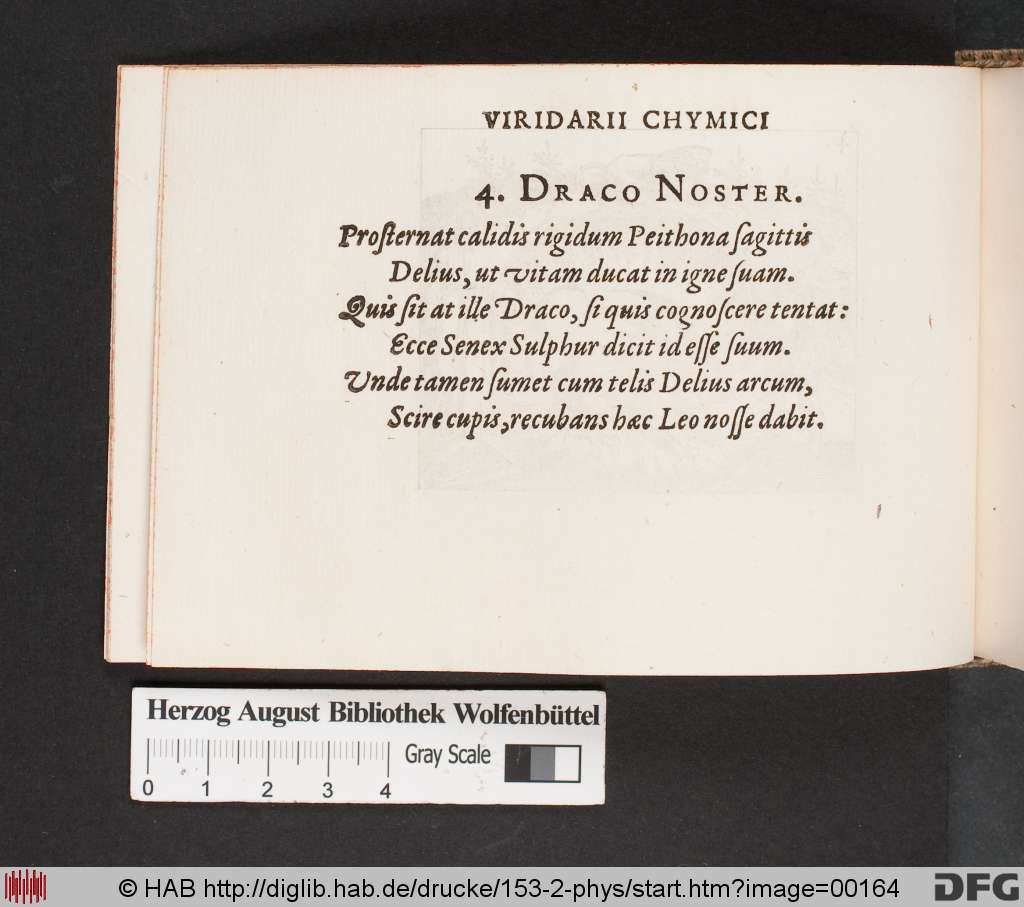 VIRIDARII CHYMICI
4. DRACO NOSTER.
Proſternat calidis rigidum Peithona ſagittis
Delius, ut vitam ducat in igne ſuam.
Quis ſit at ille Draco, ſi quis cognoſcere tentat:
Ecce Senex Sulphur dicit id eſſe ſuum.
Unde tamen ſumet cum telis Delius arcum,
Scire cupis, recubans hæc Leo noſſe dabit.
Herzog August Bibliothek Wolfenbüttel
Gray Scale
0 1 2 3 4
© HAB http://diglib.hab.de/drucke/153-2-phys/start.htm?image=00164
DFG